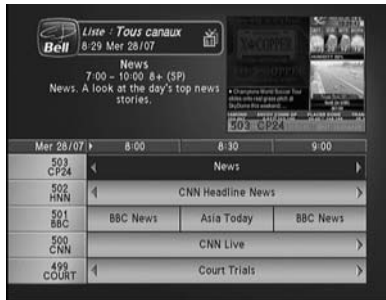 Bell
Liste : Tous canaux
8:29 Mer 28/07
News
7:00 - 10:00 8+ (SP)
News. A look at the day's top news
stories.
503 CP24
Mer 28/07 8:00 8:30 9:00
503
CP24
News
502
HNN
CNN Headline News
501
BBC
BBC News Asia Today BBC News
500
CNN
CNN Live
499
COURT
Court Trials